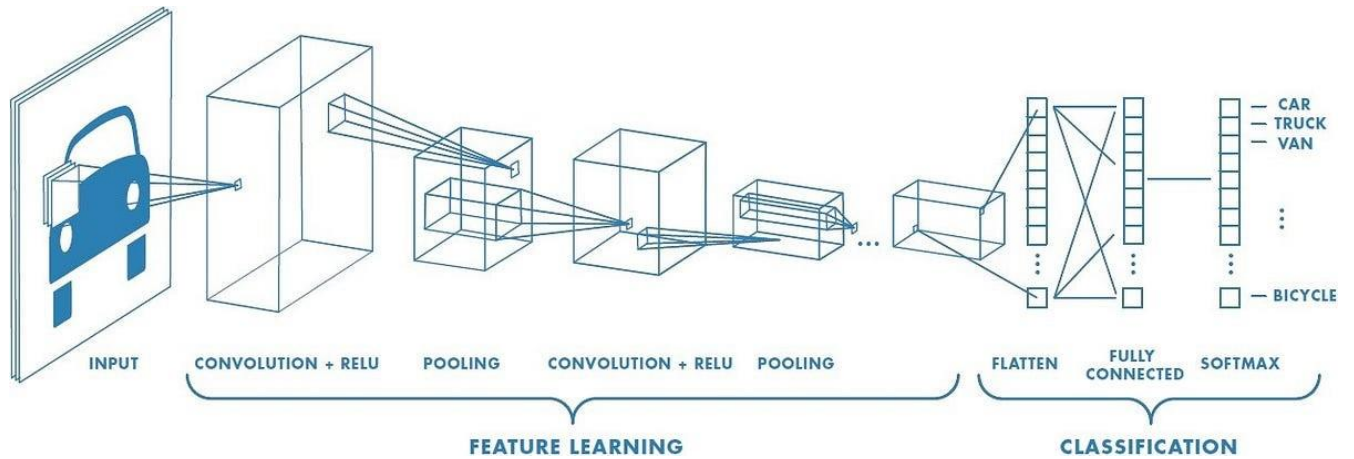 CAR
TRUCK
VAN
BICYCLE
INPUT
CONVOLUTION + RELU
POOLING
CONVOLUTION + RELU
POOLING
FLATTEN
FULLY
CONNECTED
SOFTMAX
FEATURE LEARNING
CLASSIFICATION